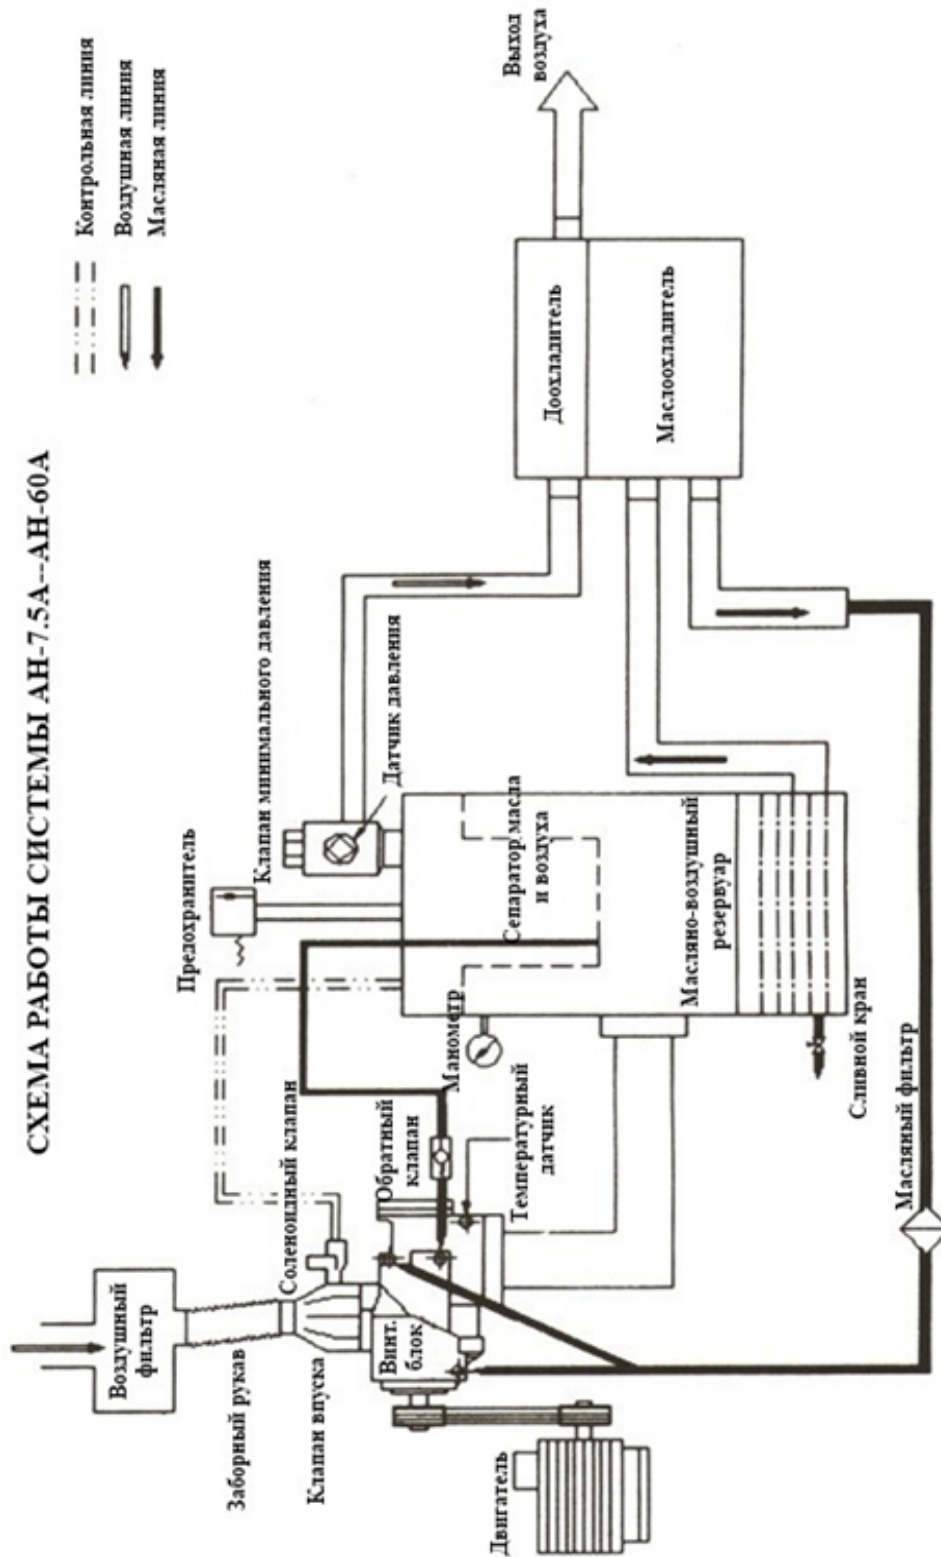 СХЕМА РАБОТЫ СИСТЕМЫ АН-7.5А--АН-60А
Контрольная линия
Воздушная линия
Масляная линия
Воздушный
фильтр
Заборный рукав
Клапан впуска
Соленоидный клапан
Предохранитель
Клапан минимального давления
Датчик давления
Выход
воздуха
Доохладитель
Маслоохладитель
Сепаратор масла
и воздуха
Масляно-воздушный
резервуар
Манометр
Обратный
клапан
Температурный
датчик
Винт.
блок
Двигатель
Сливной кран
Масляный фильтр